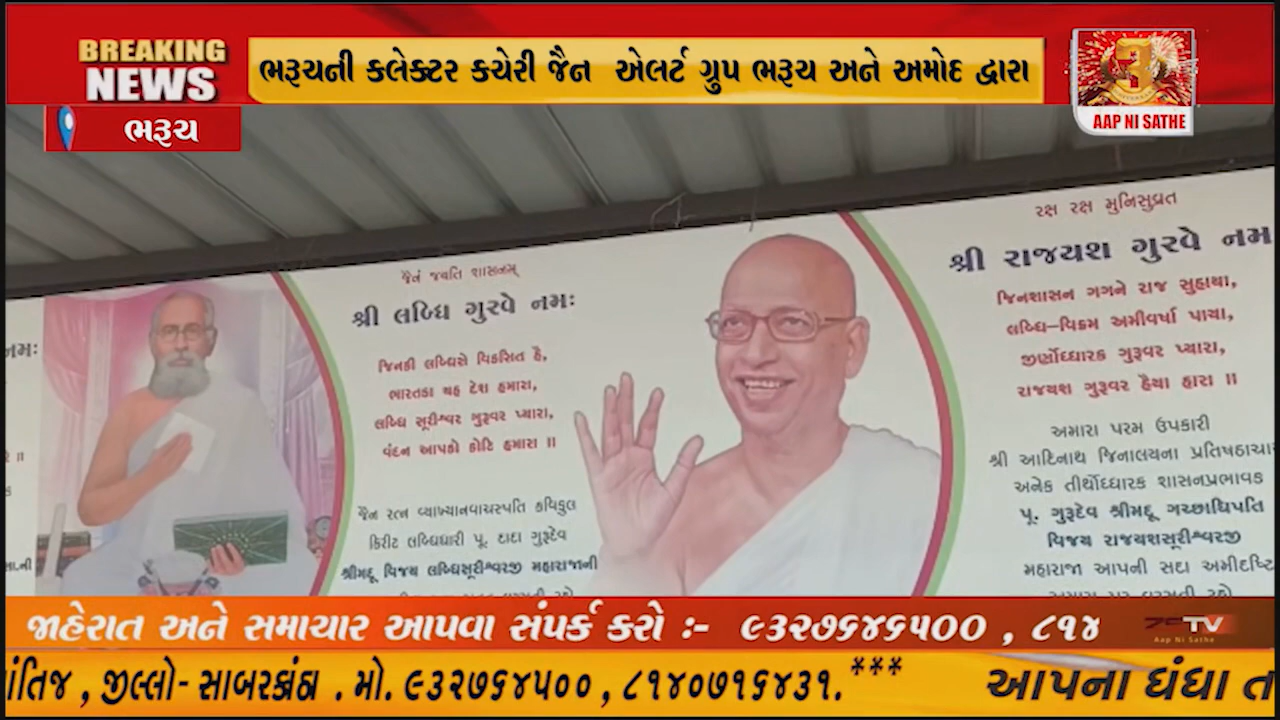 BREAKING
NEWS
ભરૂચની કલેક્ટર કચેરી જૈન એલર્ટ ગ્રુપ ભરૂચ અને અમોદ દ્વારા
AAP NI SATHE
ભરૂચ
નમઃ
જૈનં જયતિ શાસનમ્
શ્રી લબ્ધિ ગુરવે નમઃ
જિનકી લબ્ધિસે વિકસિત હૈ,
ભારતકા યહ દેશ હમારા,
લબ્ધિ સૂરીશ્વર ગુરૂવર પ્યારા,
વંદન આપકો કોટિ હમારા ॥
જૈન રત્ન વ્યાખ્યાનવાચસ્પતિ કવિકુલ
કિરીટ લબ્ધિધારી પૂ. દાદા ગુરૂદેવ
શ્રીમદ્ વિજય લબ્ધિસૂરીશ્વરજી મહારાજાની
રક્ષ રક્ષ મુનિસુવ્રત
શ્રી રાજયશ ગુરવે નમ
જિનશાસન ગગને રાજ સુહાયા,
લબ્ધિ-વિક્રમ અમીવર્ષા પાયા,
જીર્ણોધ્ધારક ગુરૂવર પ્યારા,
રાજયશ ગુરૂવર હૈયા હારા ॥
અમારા પરમ ઉપકારી
શ્રી આદિનાથ જિનાલયના પ્રતિષ્ઠાચાર
અનેક તીર્થોધ્ધારક શાસનપ્રભાવક
પૂ. ગુરૂદેવ શ્રીમદ્ ગચ્છાધિપતિ
વિજય રાજયશસૂરીશ્વરજી
મહારાજા આપની સદા અમીદષ્ટિ
જાહેરાત અને સમાચાર આપવા સંપર્ક કરો :- ૯૩૨૭૬૪૬૫૦૦ , ૮૧૪
TV
Aap Ni Sathe
ાંતિજ , જીલ્લો- સાબરકાંઠા . મો. ૯૩૨૭૬૪૫૦૦ , ૮૧૪૦૭૧૬૪૩૧.*** આપના ધંધા ત